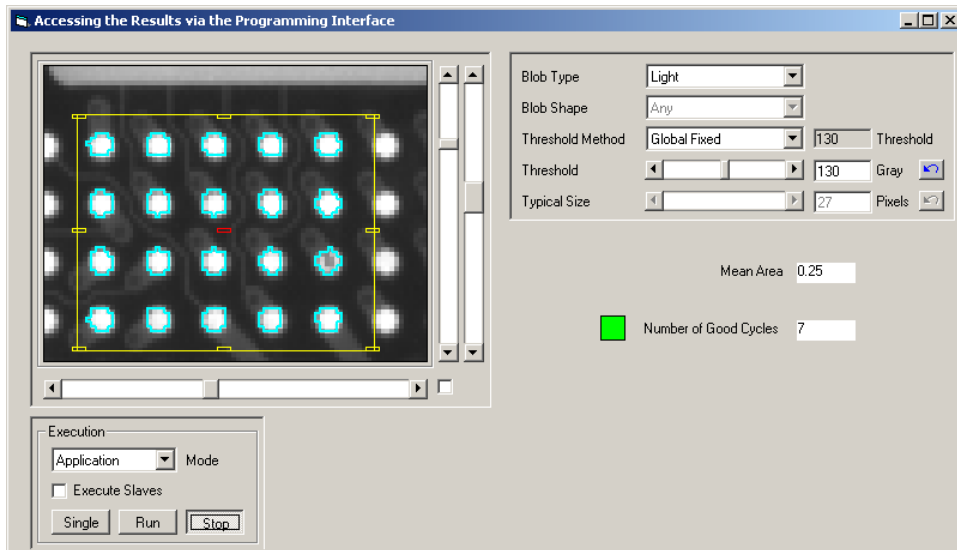 Accessing the Results via the Programming Interface
Blob Type Light
Blob Shape Any
Threshold Method Global Fixed 130 Threshold
Threshold 130 Gray
Typical Size 27 Pixels
Mean Area 0.25
Number of Good Cycles 7
Execution
Application Mode
Execute Slaves
Single Run Stop